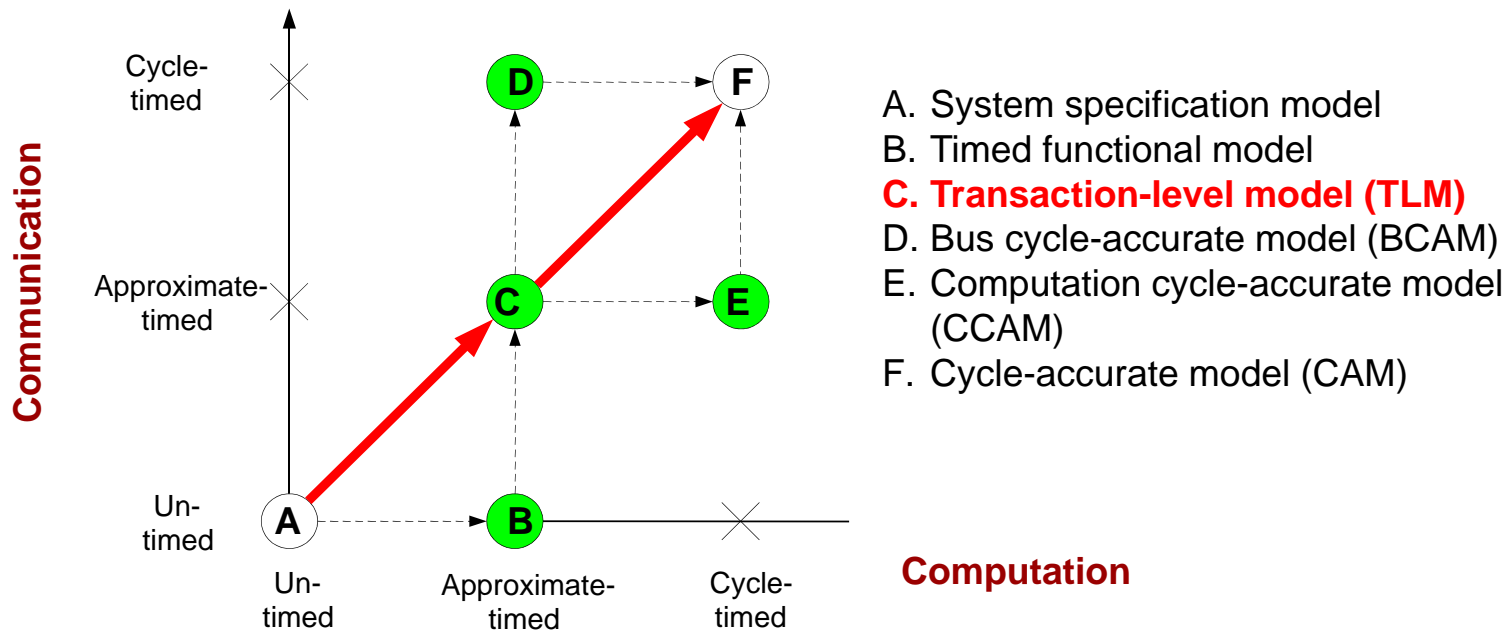 Communication
Cycle-
timed
Approximate-
timed
Un-
timed
D
F
C
E
A
B
Un-
timed
Approximate-
timed
Cycle-
timed
Computation
A. System specification model
B. Timed functional model
C. Transaction-level model (TLM)
D. Bus cycle-accurate model (BCAM)
E. Computation cycle-accurate model
(CCAM)
F. Cycle-accurate model (CAM)